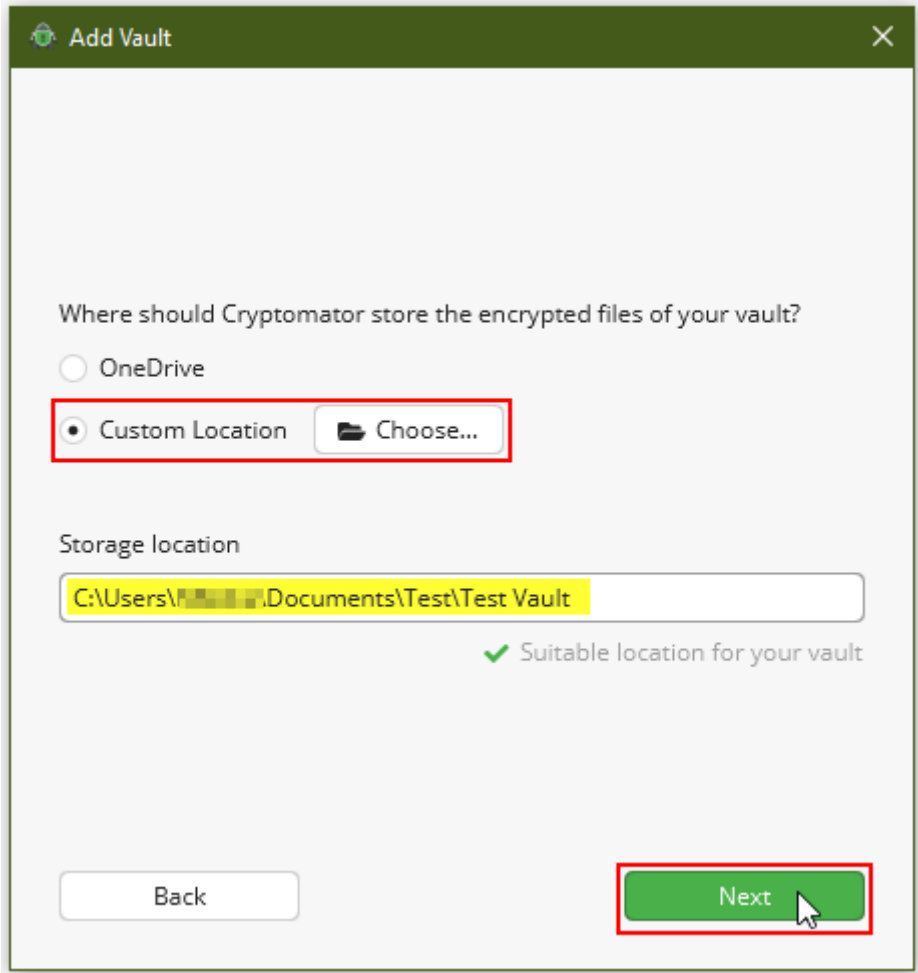 Add Vault
Where should Cryptomator store the encrypted files of your vault?
OneDrive
Custom Location Choose...
Storage location
C:\Users\ \Documents\Test\Test Vault
Suitable location for your vault
Back Next